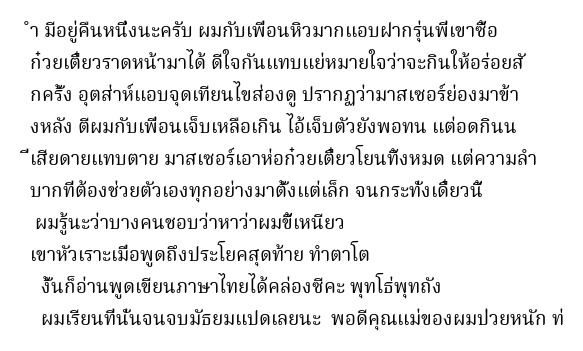 ำ มีอยู่คืนหนึ่งนะครับ ผมกับเพื่อนหิวมากแอบฝากรุ่นพี่เขาซื้อ
ก๋วยเตี๋ยวราดหน้ามาได้ ดีใจกันแทบแย่หมายใจว่าจะกินให้อร่อยสั
กครั้ง อุตส่าห์แอบจุดเทียนไขส่องดู ปรากฏว่ามาสเซอร์ย่องมาข้า
งหลัง ตีผมกับเพื่อนเจ็บเหลือเกิน ไอ้เจ็บตัวยังพอทน แต่อดกินน
ี่เสียดายแทบตาย มาสเซอร์เอาห่อก๋วยเตี๋ยวโยนทิ้งหมด แต่ความลำ
บากที่ต้องช่วยตัวเองทุกอย่างมาตั้งแต่เล็ก จนกระทั่งเดี๋ยวนี้
ผมรู้นะว่าบางคนชอบว่าหาว่าผมขี้เหนียว
เขาหัวเราะเมื่อพูดถึงประโยคสุดท้าย ทำตาโต
งั้นก็อ่านพูดเขียนภาษาไทยได้คล่องซีคะ พุทโธ่พุทถัง
ผมเรียนที่นั่นจนจบมัธยมแปดเลยนะ พอดีคุณแม่ของผมป่วยหนัก ท่